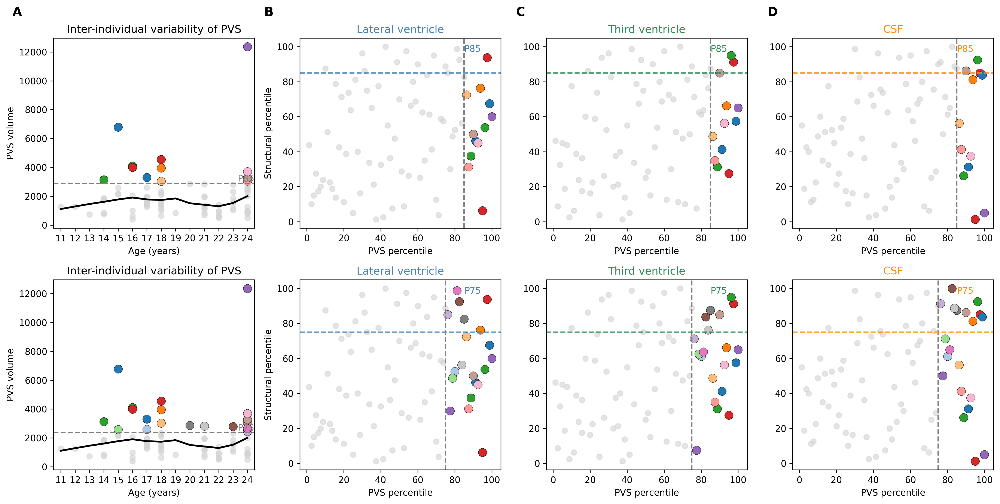 A
B
C
D
Inter-individual variability of PVS
Lateral ventricle
Third ventricle
CSF
PVS volume
12000
10000
8000
6000
4000
2000
0
P85
11 12 13 14 15 16 17 18 19 20 21 22 23 24
Age (years)
Structural percentile
100
80
60
40
20
0
P85
0 20 40 60 80 100
PVS percentile
100
80
60
40
20
0
P85
0 20 40 60 80 100
PVS percentile
100
80
60
40
20
0
P85
0 20 40 60 80 100
PVS percentile
Inter-individual variability of PVS
Lateral ventricle
Third ventricle
CSF
PVS volume
12000
10000
8000
6000
4000
2000
0
P75
11 12 13 14 15 16 17 18 19 20 21 22 23 24
Age (years)
Structural percentile
100
80
60
40
20
0
P75
0 20 40 60 80 100
PVS percentile
100
80
60
40
20
0
P75
0 20 40 60 80 100
PVS percentile
100
80
60
40
20
0
P75
0 20 40 60 80 100
PVS percentile